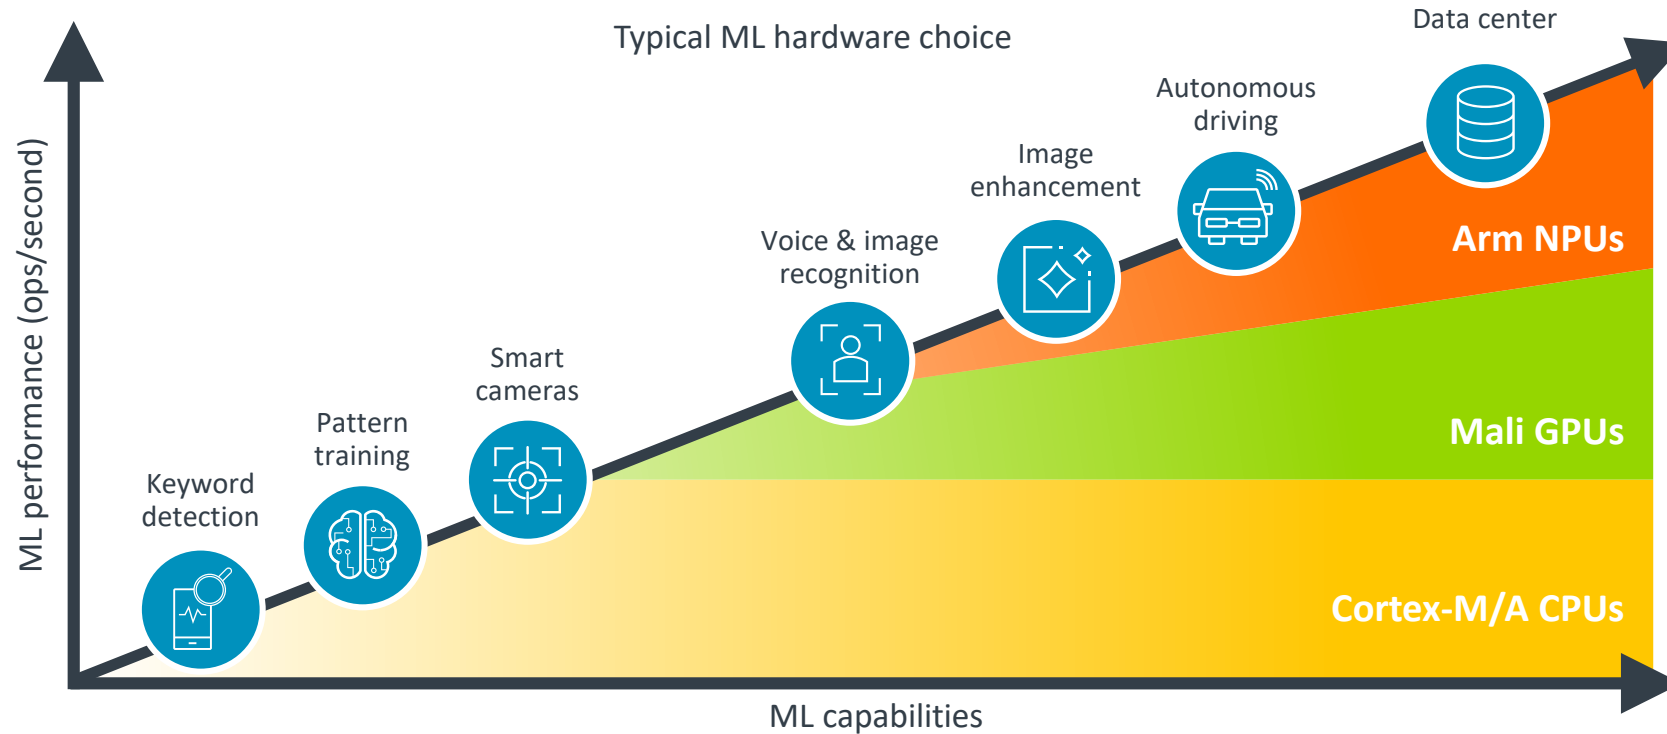 Typical ML hardware choice
Data center
Autonomous
driving
Image
enhancement
Voice & image
recognition
Smart
cameras
Pattern
training
Keyword
detection
Arm NPUs
Mali GPUs
Cortex-M/A CPUs
ML performance (ops/second)
ML capabilities